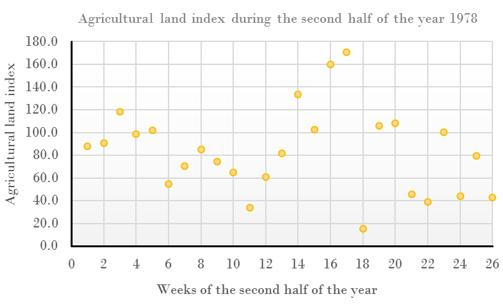 Agricultural land index during the second half of the year 1978
Agricultural land index
180.0
160.0
140.0
120.0
100.0
80.0
60.0
40.0
20.0
0.0
0 2 4 6 8 10 12 14 16 18 20 22 24 26
Weeks of the second half of the year